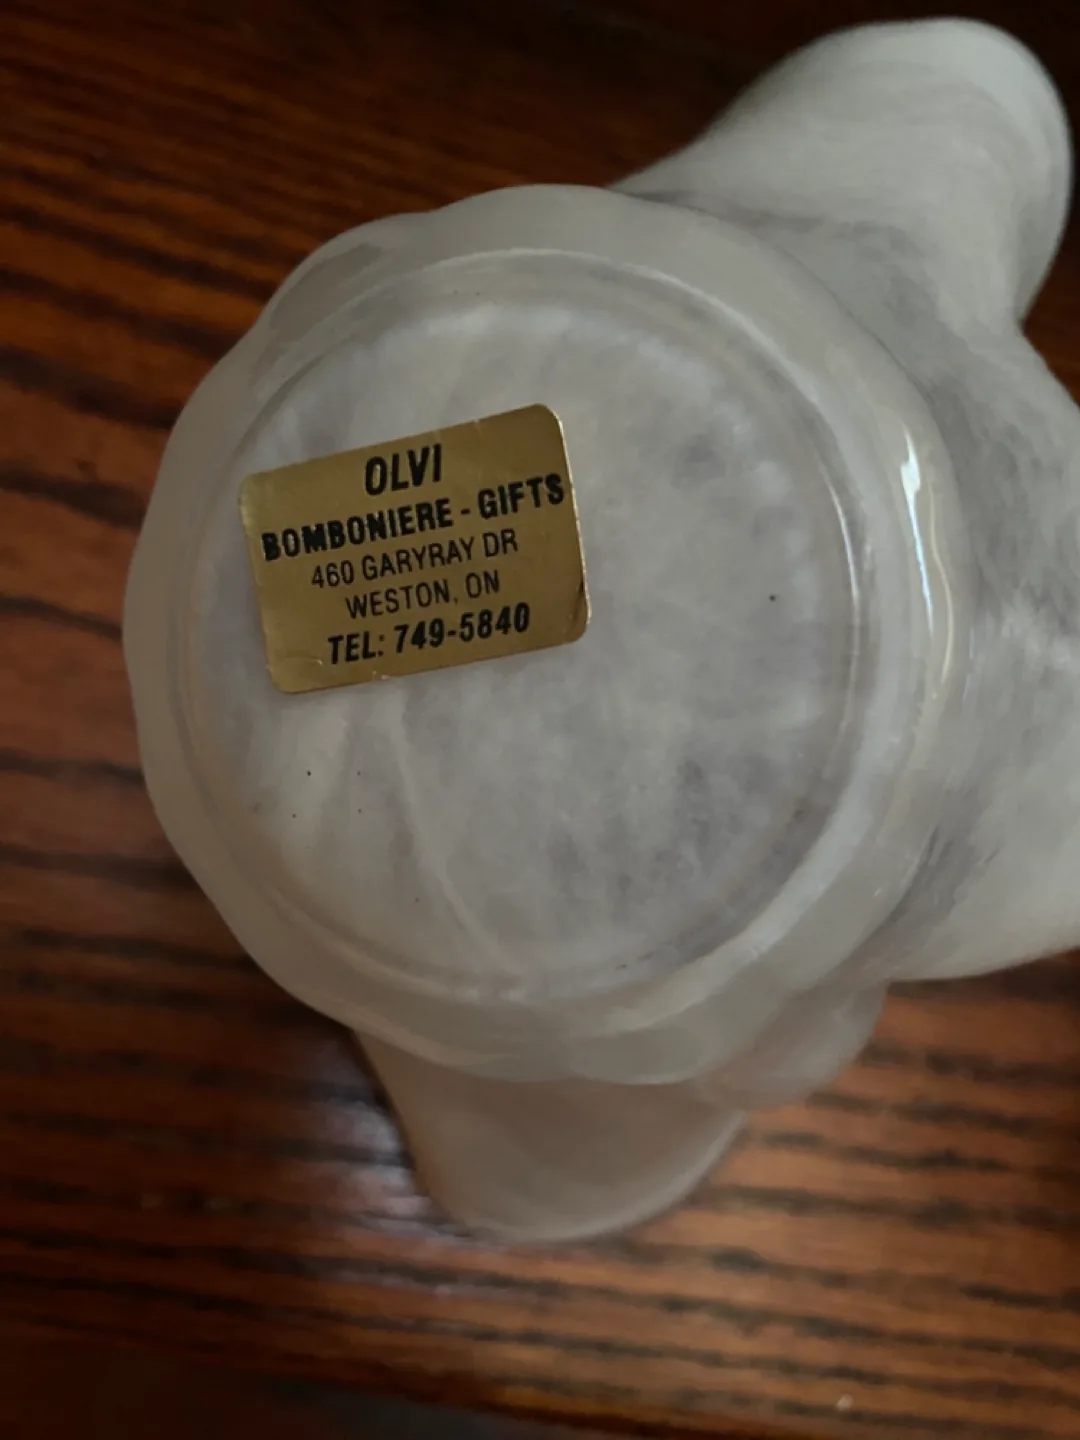 OLVI
BOMBONIERE - GIFTS
460 GARYRAY DR
WESTON, ON
TEL: 749-5840